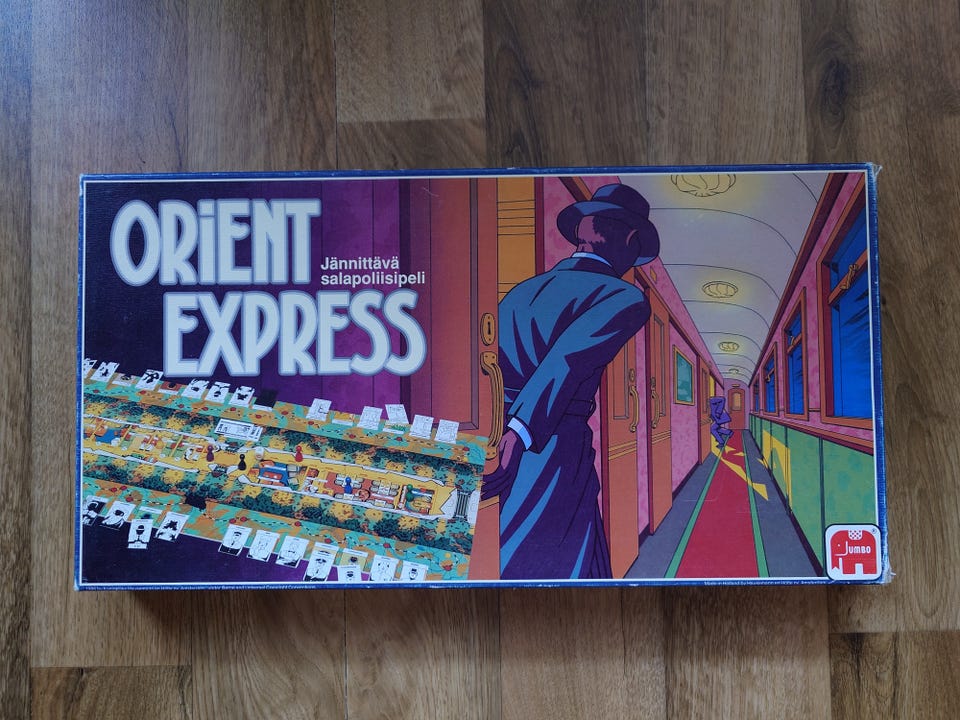 ORiENT
EXPRESS
Jännittävä
salapoliisipeli
JUMBO